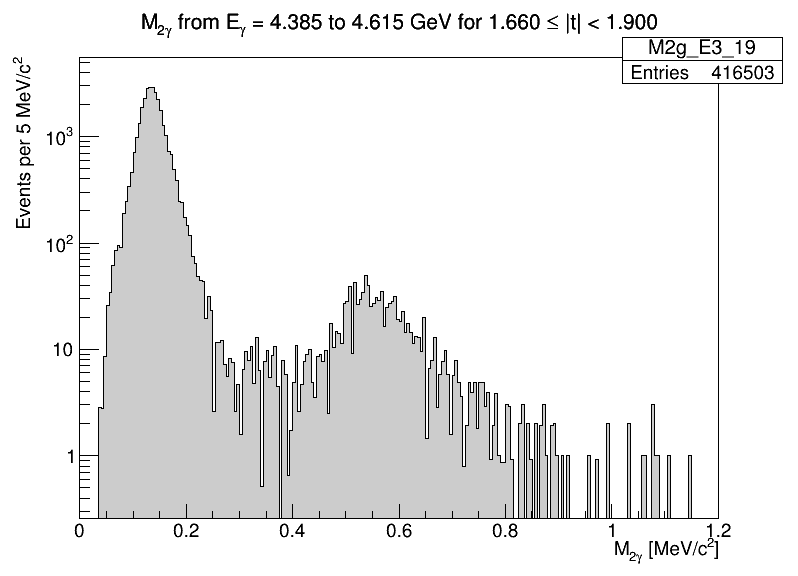 M2γ from Eγ = 4.385 to 4.615 GeV for 1.660 ≤ |t| < 1.900
M2g_E3_19
Entries 416503
Events per 5 MeV/c²
10³
10²
10
1
0 0.2 0.4 0.6 0.8 1 1.2
M2γ [MeV/c²]